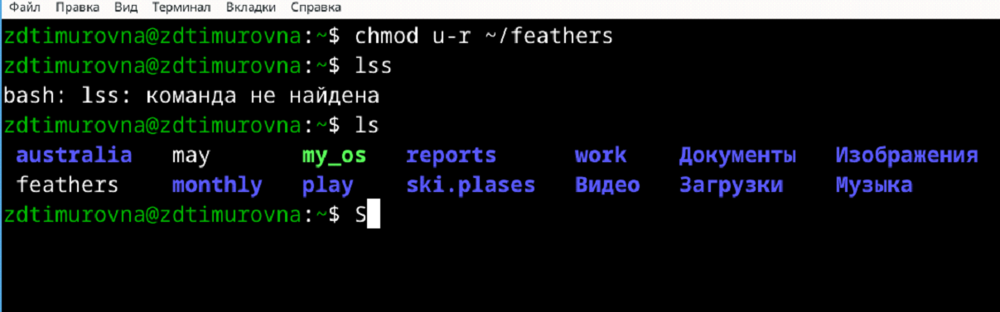 Файл Правка Вид Терминал Вкладки Справка
zdtimurovna@zdtimurovna:~$ chmod u-r ~/feathers
zdtimurovna@zdtimurovna:~$ lss
bash: lss: команда не найдена
zdtimurovna@zdtimurovna:~$ ls
australia may my_os reports work Документы Изображения
feathers monthly play ski.plases Видео Загрузки Музыка
zdtimurovna@zdtimurovna:~$ S